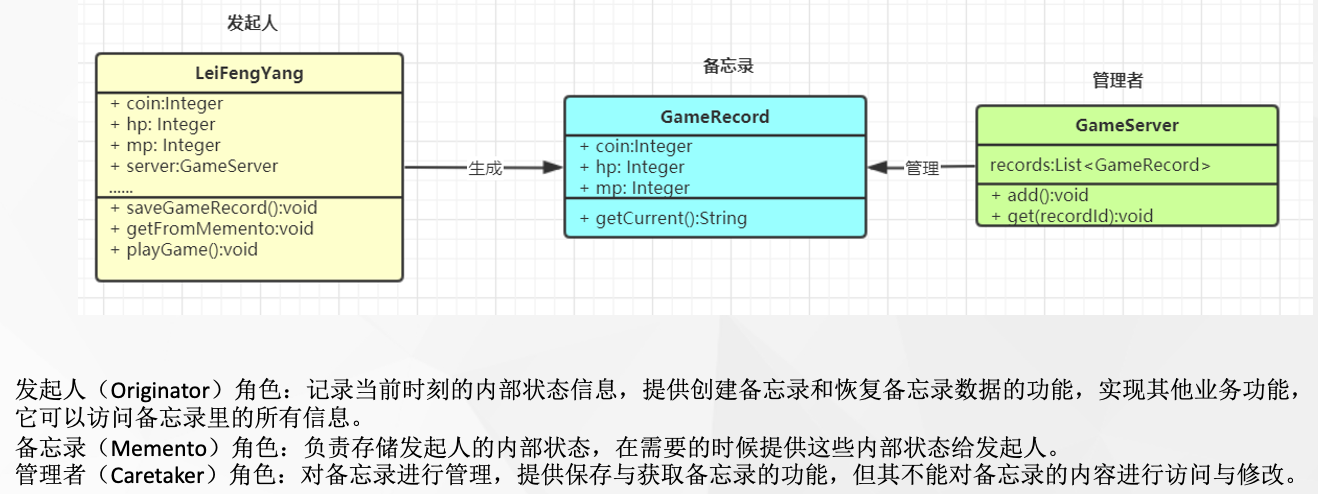 发起人
LeiFengYang
+ coin:Integer
+ hp: Integer
+ mp: Integer
+ server:GameServer
......
+ saveGameRecord():void
+ getFromMemento:void
+ playGame():void
生成
备忘录
GameRecord
+ coin:Integer
+ hp: Integer
+ mp: Integer
+ getCurrent():String
管理
管理者
GameServer
records:List<GameRecord>
+ add():void
+ get(recordId):void
发起人（Originator）角色：记录当前时刻的内部状态信息，提供创建备忘录和恢复备忘录数据的功能，实现其他业务功能，
它可以访问备忘录里的所有信息。
备忘录（Memento）角色：负责存储发起人的内部状态，在需要的时候提供这些内部状态给发起人。
管理者（Caretaker）角色：对备忘录进行管理，提供保存与获取备忘录的功能，但其不能对备忘录的内容进行访问与修改。